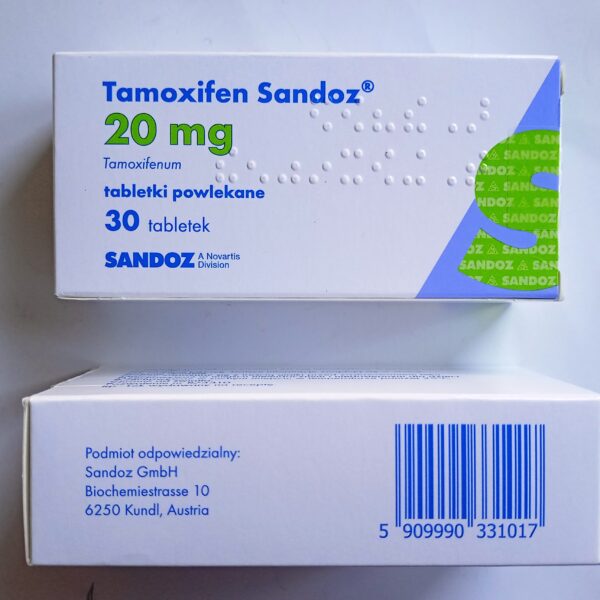 Tamoxifen Sandoz®
20 mg
Tamoxifenum
tabletki powlekane
30 tabletek
SANDOZ A Novartis
Division
S
SANDOZ
Podmiot odpowiedzialny:
Sandoz GmbH
Biochemiestrasse 10
6250 Kundl, Austria
5 909990 331017